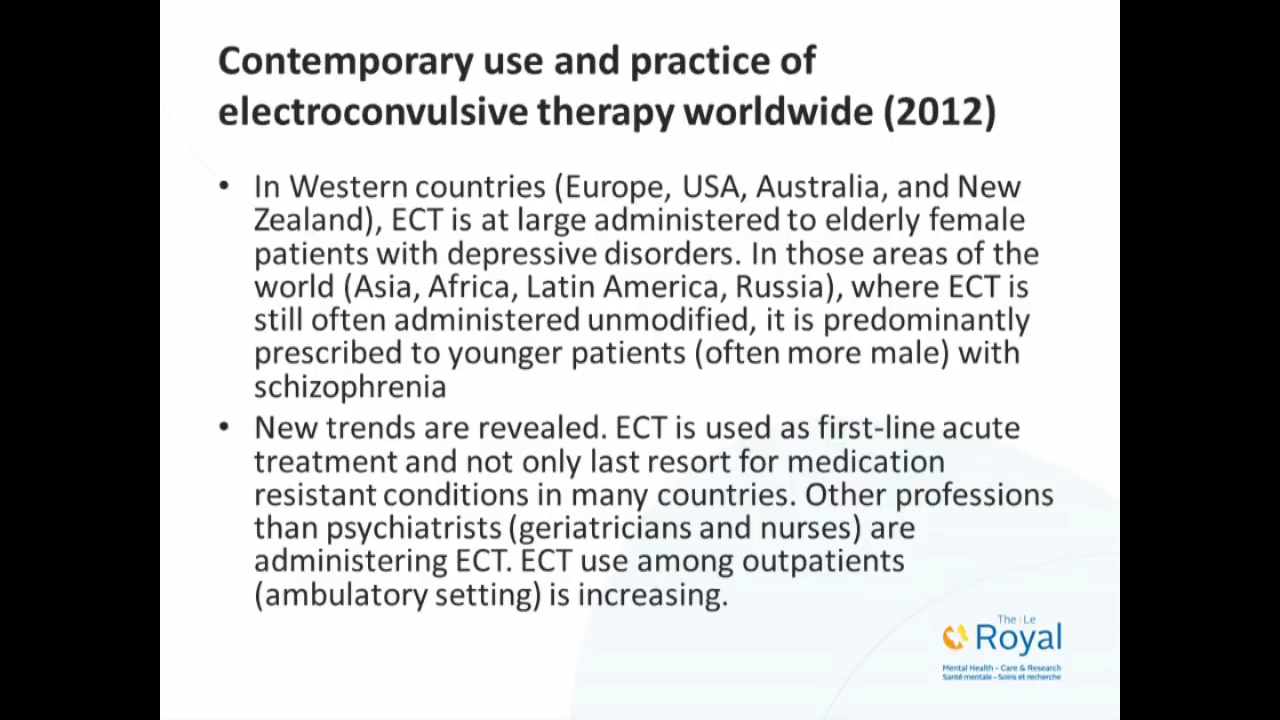 Contemporary use and practice of
electroconvulsive therapy worldwide (2012)
• In Western countries (Europe, USA, Australia, and New
Zealand), ECT is at large administered to elderly female
patients with depressive disorders. In those areas of the
world (Asia, Africa, Latin America, Russia), where ECT is
still often administered unmodified, it is predominantly
prescribed to younger patients (often more male) with
schizophrenia
• New trends are revealed. ECT is used as first-line acute
treatment and not only last resort for medication
resistant conditions in many countries. Other professions
than psychiatrists (geriatricians and nurses) are
administering ECT. ECT use among outpatients
(ambulatory setting) is increasing.
The Le
Royal
Mental Health - Care & Research
Santé mentale - Soins et recherche